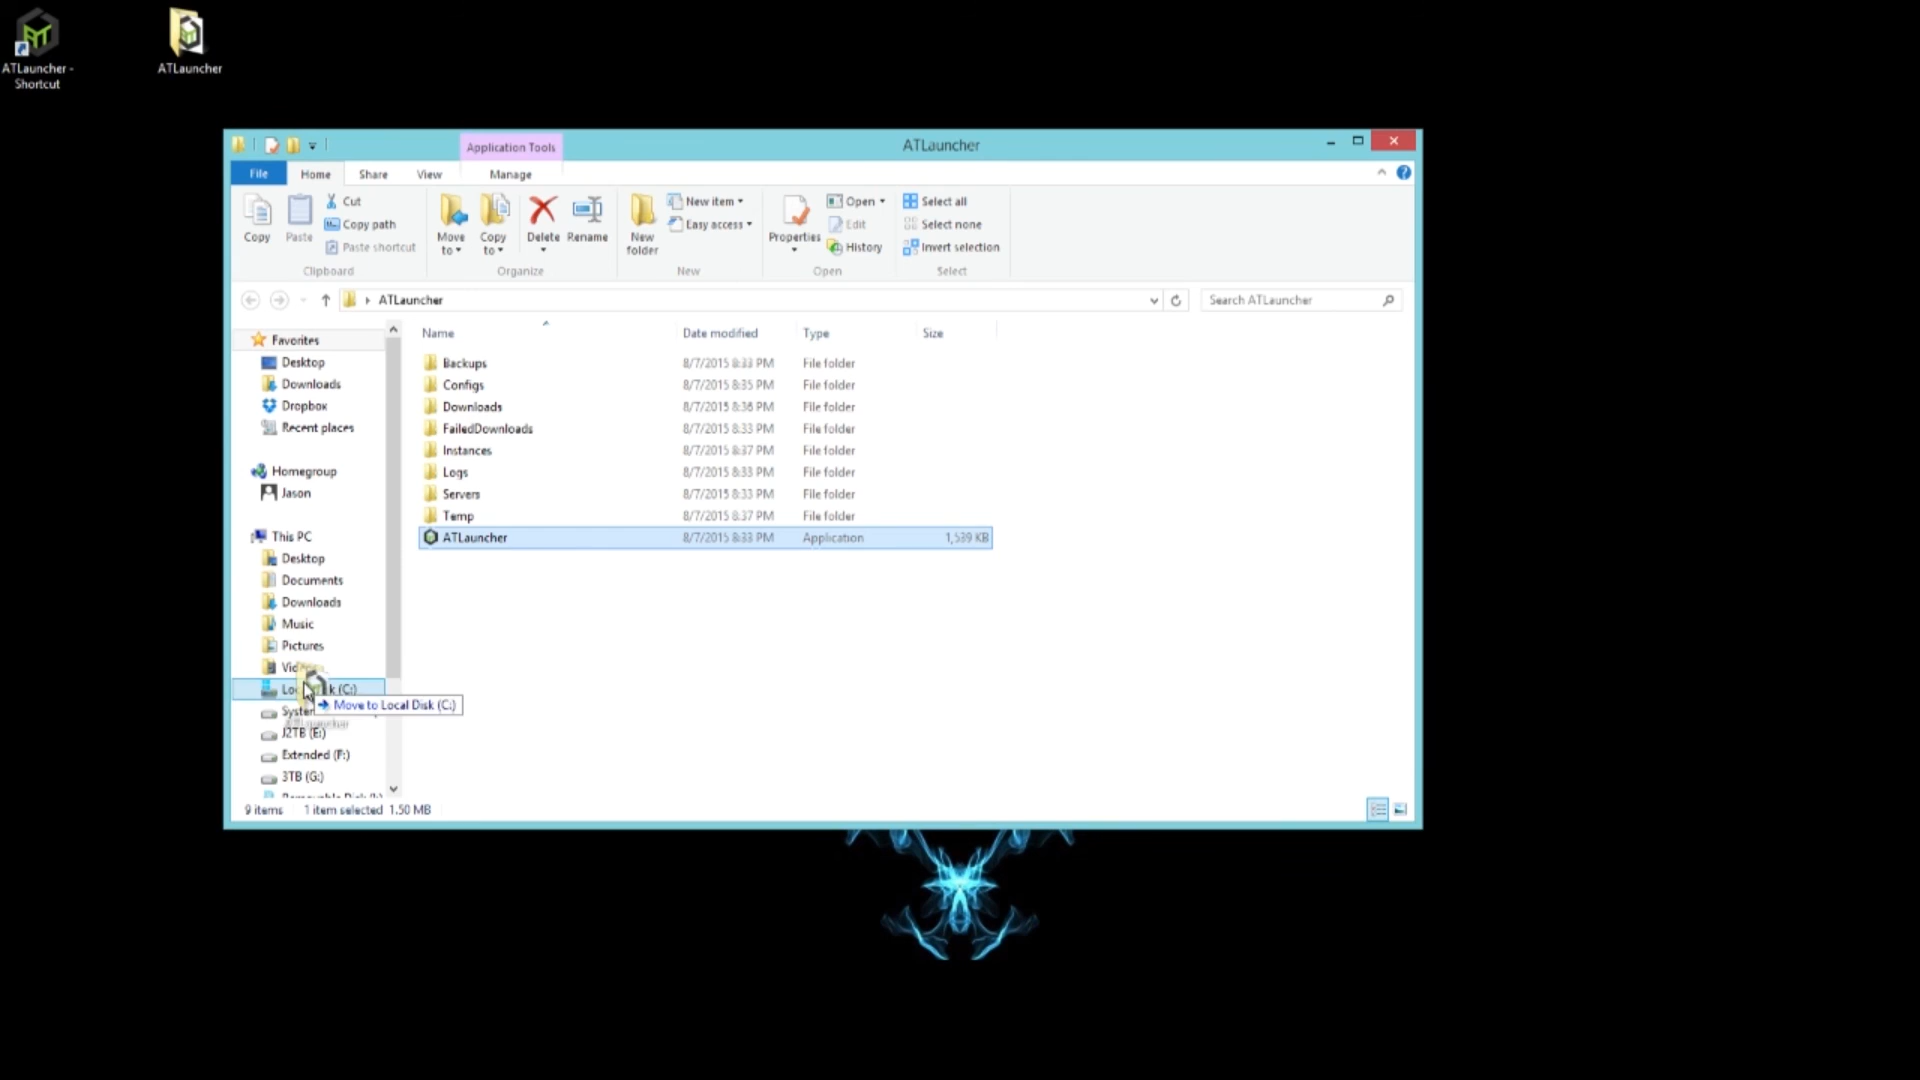 ATLauncher -
Shortcut
ATLauncher
Application Tools
ATLauncher
File
Home
Share
View
Manage
Copy
Paste
Cut
Copy path
Paste shortcut
Clipboard
Move
to
Copy
to
Delete
Rename
Organize
New
folder
New item
Easy access
New
Properties
Open
Edit
History
Open
Select all
Select none
Invert selection
Select
ATLauncher
Search ATLauncher
Favorites
Desktop
Downloads
Dropbox
Recent places
Homegroup
Jason
This PC
Desktop
Documents
Downloads
Music
Pictures
k (C:)
Move to Local Disk (C:)
J2TB (E:)
Extended (F:)
3TB (G:)
Name Date modified Type Size
Backups 8/7/2015 8:33 PM File folder
Configs 8/7/2015 8:35 PM File folder
Downloads 8/7/2015 8:36 PM File folder
FailedDownloads 8/7/2015 8:33 PM File folder
Instances 8/7/2015 8:37 PM File folder
Logs 8/7/2015 8:33 PM File folder
Servers 8/7/2015 8:33 PM File folder
Temp 8/7/2015 8:37 PM File folder
ATLauncher 8/7/2015 8:33 PM Application 1,539 KB
9 items 1 item selected 1.50 MB